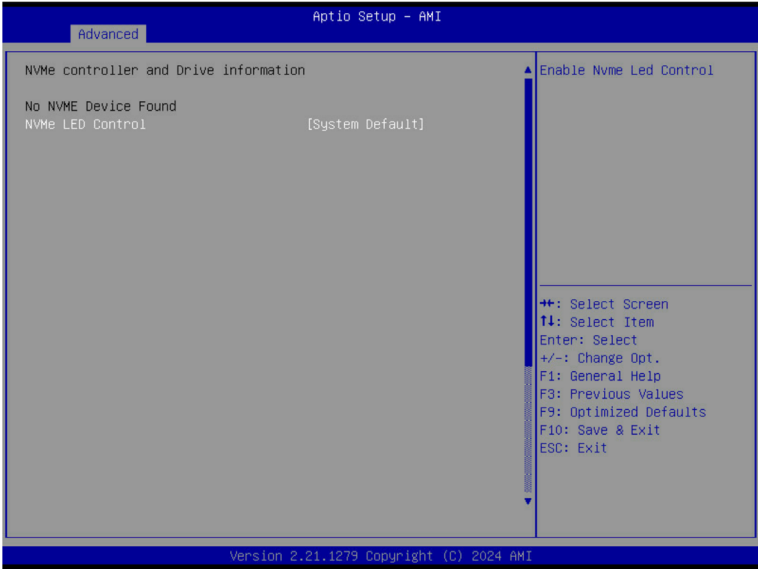 Aptio Setup – AMI
Advanced
NVMe controller and Drive information
No NVME Device Found
NVMe LED Control [System Default]
Enable Nvme Led Control
→←: Select Screen
↑↓: Select Item
Enter: Select
+/-: Change Opt.
F1: General Help
F3: Previous Values
F9: Optimized Defaults
F10: Save & Exit
ESC: Exit
Version 2.21.1279 Copyright (C) 2024 AMI